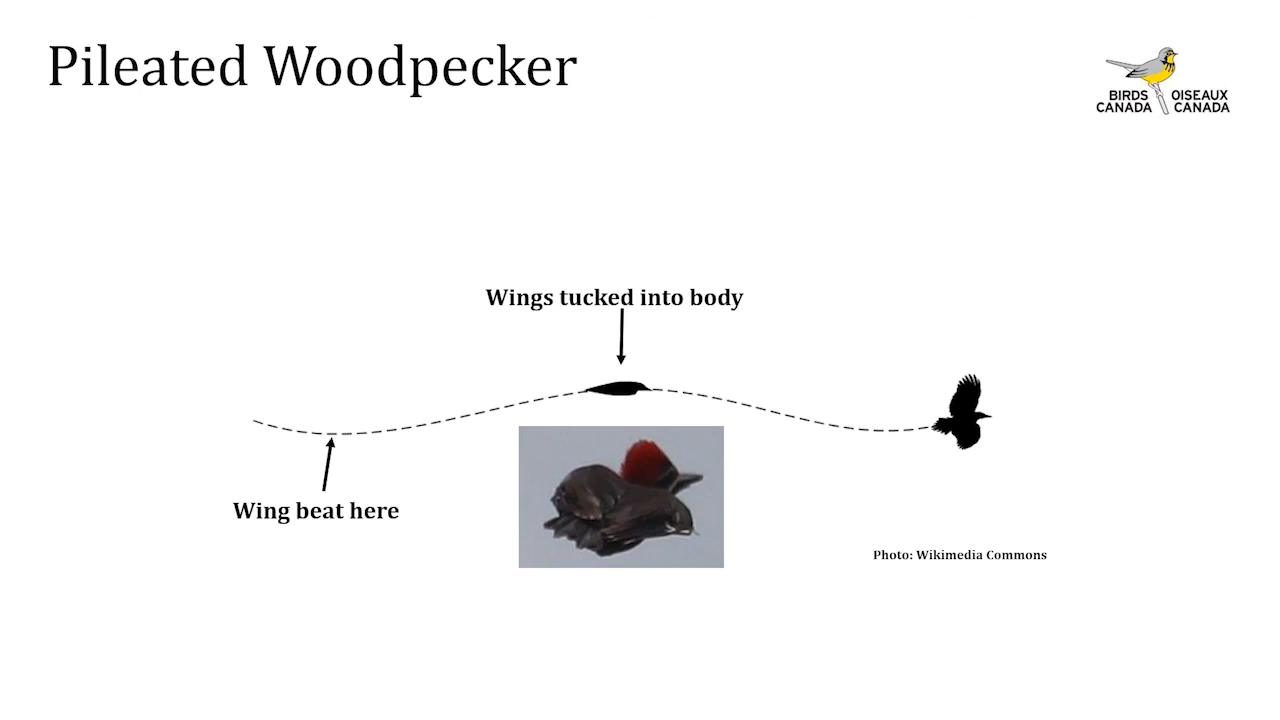 Pileated Woodpecker
BIRDS CANADA
OISEAUX CANADA
Wings tucked into body
Wing beat here
Photo: Wikimedia Commons